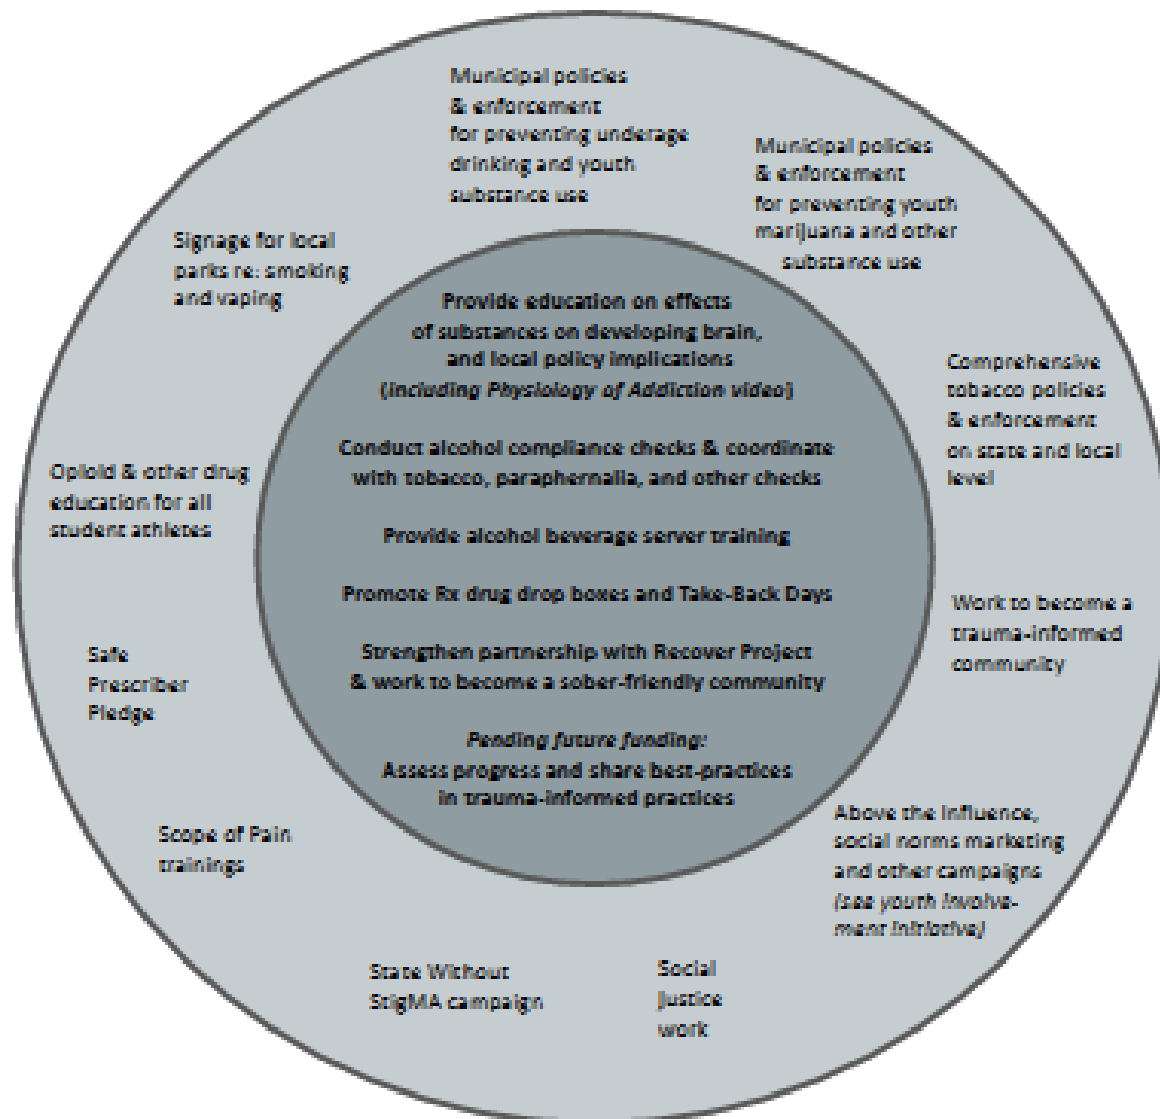 Municipal policies
& enforcement
for preventing underage
drinking and youth
substance use
Municipal policies
& enforcement
for preventing youth
marijuana and other
substance use
Signage for local
parks re: smoking
and vaping
Provide education on effects
of substances on developing brain,
and local policy implications
(including Physiology of Addiction video)
Comprehensive
tobacco policies
& enforcement
on state and local
level
Conduct alcohol compliance checks & coordinate
with tobacco, paraphernalia, and other checks
Opioid & other drug
education for all
student athletes
Provide alcohol beverage server training
Promote Rx drug drop boxes and Take-Back Days
Work to become a
trauma-informed
community
Safe
Prescriber
Pledge
Strengthen partnership with Recover Project
& work to become a sober-friendly community
Pending future funding:
Assess progress and share best-practices
in trauma-informed practices
Scope of Pain
trainings
Above the Influence,
social norms marketing
and other campaigns
(see youth involve-
ment initiative)
State Without
StigMA campaign
Social
Justice
work